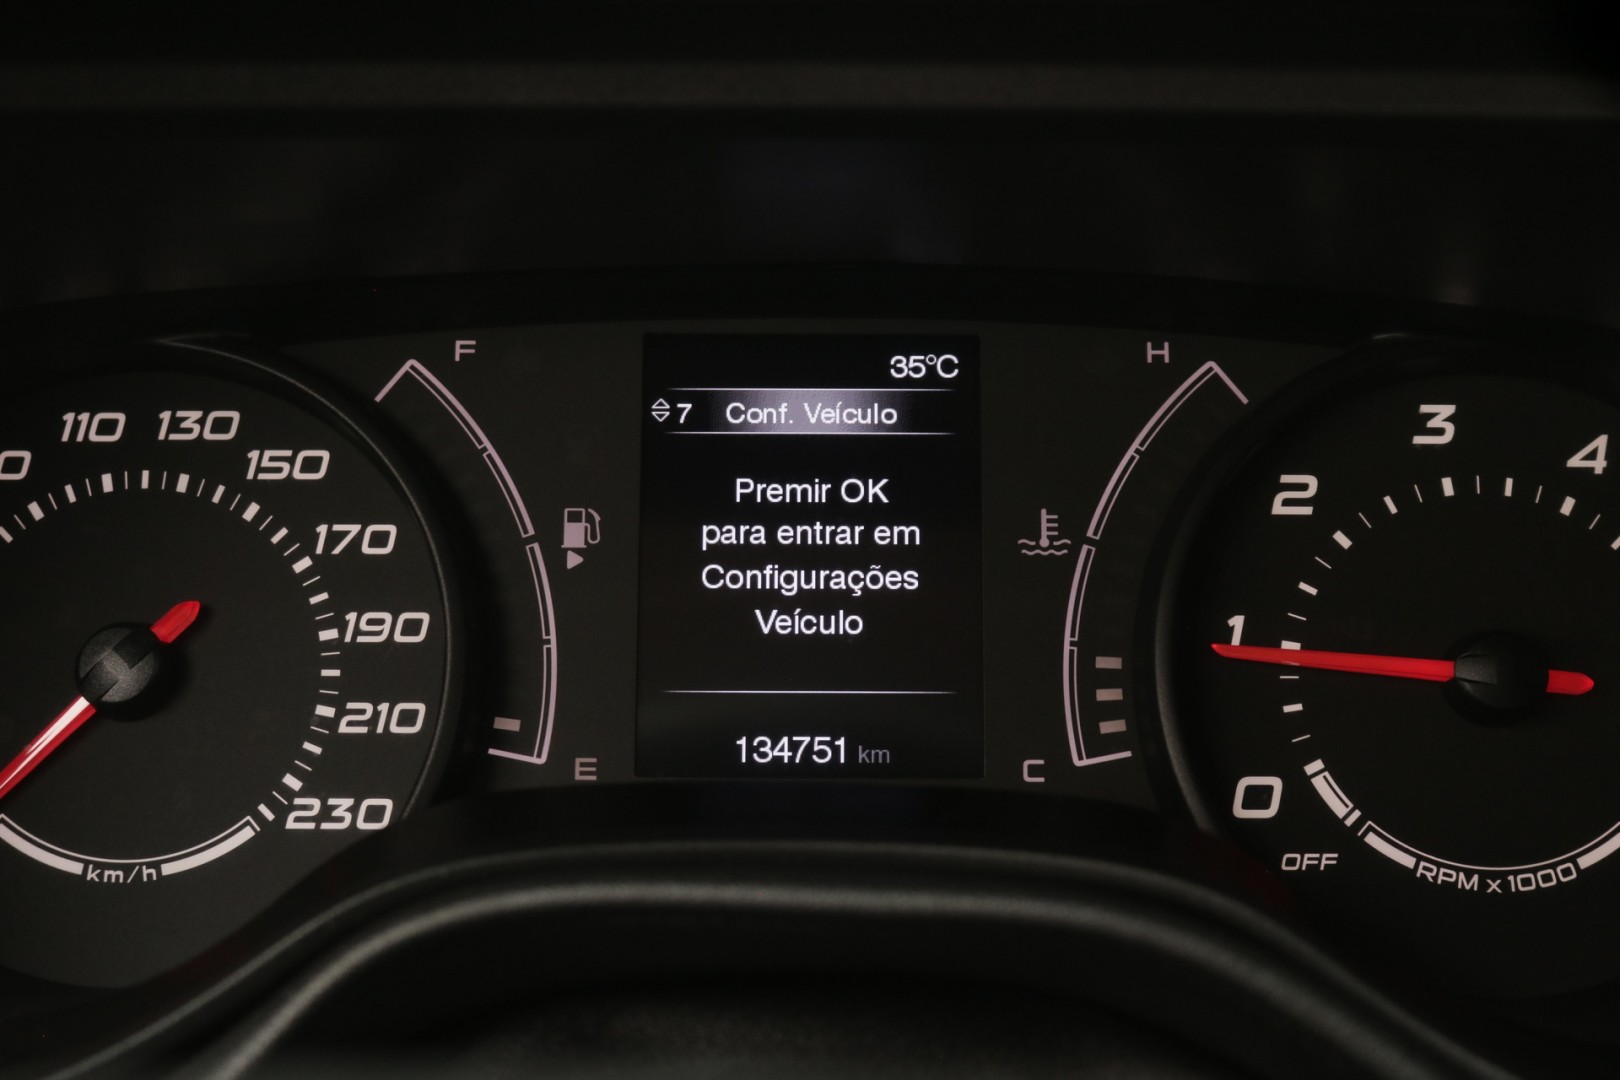 35°C
7 Conf. Veículo
Premir OK
para entrar em
Configurações
Veículo
134751 km
F
E
H
C
110
130
150
170
190
210
230
km/h
0
1
2
3
4
OFF
RPM x 1000